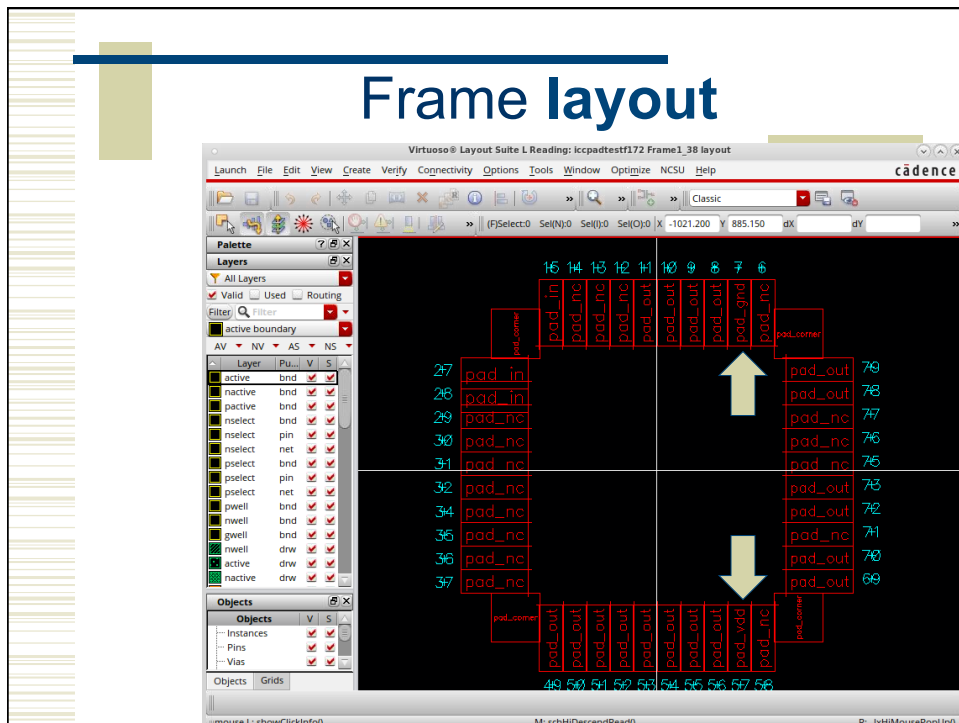 Frame layout
Virtuoso® Layout Suite L Reading: iccpadtestf172 Frame1_38 layout
Launch File Edit View Create Verify Connectivity Options Tools Window Optimize NCSU Help
cādence
» » » Classic
» (F)Select:0 Sel(N):0 Sel(I):0 Sel(O):0 X -1021.200 Y 885.150 dX dY »
Palette
Layers
All Layers
Valid Used Routing
Filter Filter
active boundary
AV NV AS NS
Layer Pu... V S
active bnd
nactive bnd
pactive bnd
nselect bnd
nselect pin
nselect net
pselect bnd
pselect pin
pselect net
pwell bnd
nwell bnd
gwell bnd
nwell drw
active drw
nactive drw
Objects
Objects V S
Instances
Pins
Vias
Objects Grids
15 14 13 12 11 10 9 8 7 6
pad_in pad_nc pad_nc pad_nc pad_out pad_out pad_out pad_out pad_gnd pad_nc
pad_corner pad_corner
27 pad_in pad_out 79
28 pad_in pad_out 78
29 pad_nc pad_nc 77
30 pad_nc pad_nc 76
31 pad_nc pad_nc 75
32 pad_nc pad_out 73
34 pad_nc pad_out 72
35 pad_nc pad_nc 71
36 pad_nc pad_out 70
37 pad_nc pad_out 69
pad_corner pad_corner
pad_out pad_out pad_out pad_out pad_out pad_out pad_out pad_out pad_vdd pad_nc
49 50 51 52 53 54 55 56 57 58
mouse L: showClickInfo() M: schHiDescendRead() R: _lxHiMousePopUp()